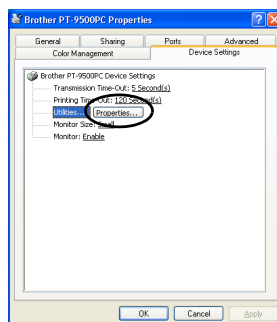 Brother PT-9500PC Properties
General Sharing Ports Advanced
Color Management Device Settings
Brother PT-9500PC Device Settings
Transmission Time-Out: 5 Second(s)
Printing Time-Out: 120 Second(s)
Utilities... Properties...
Monitor Size: Small
Monitor: Enable
OK Cancel Apply